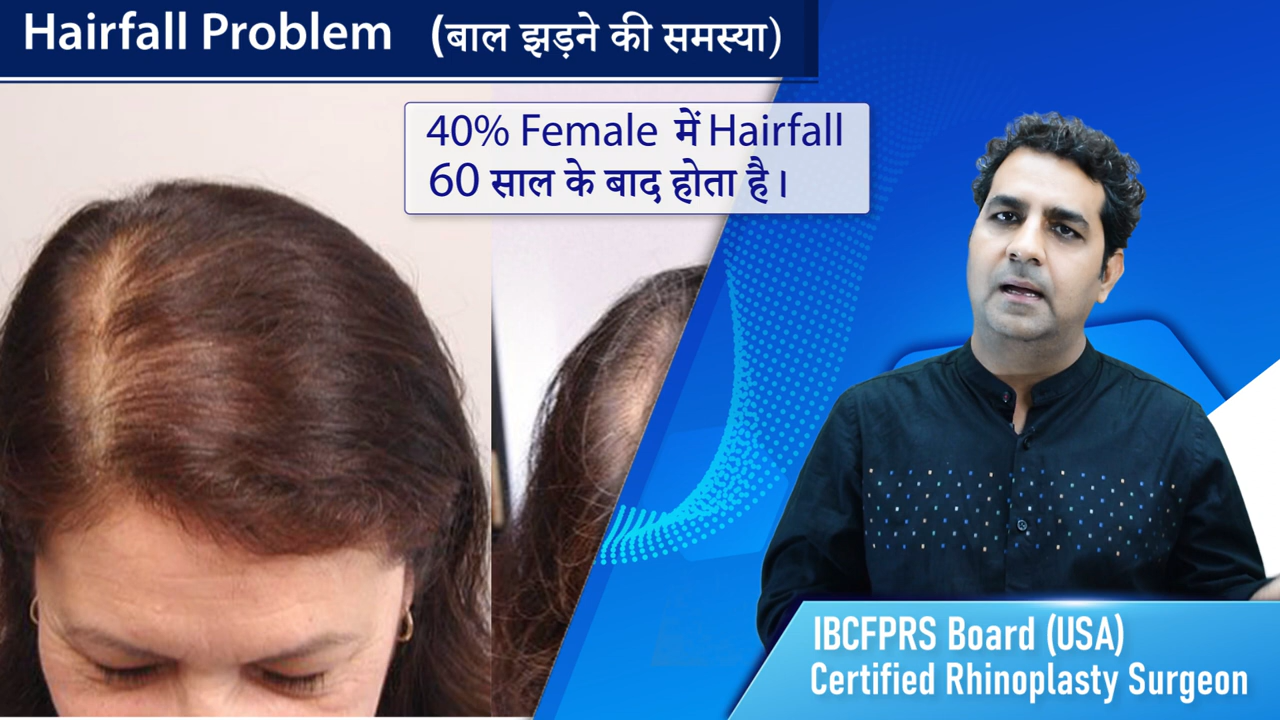 Hairfall Problem (बाल झड़ने की समस्या)
40% Female में Hairfall
60 साल के बाद होता है।
IBCFPRS Board (USA)
Certified Rhinoplasty Surgeon